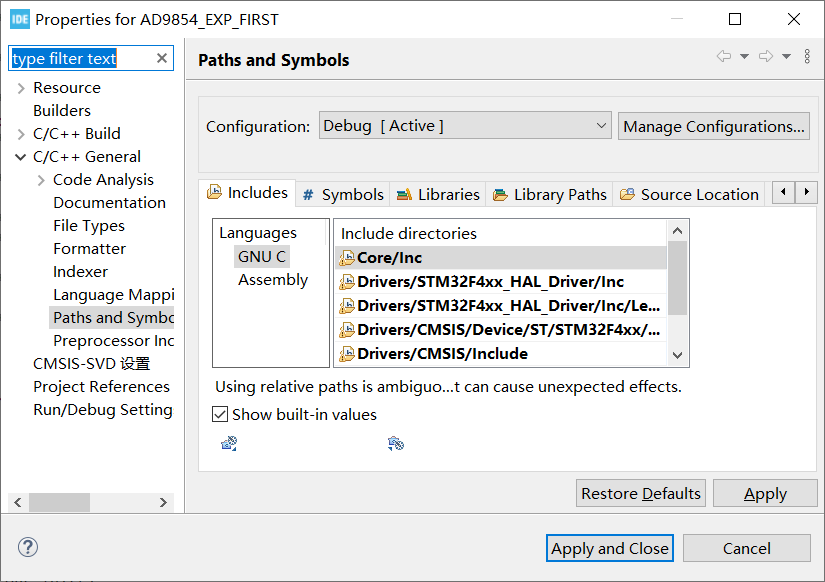 IDE Properties for AD9854_EXP_FIRST
type filter text
Paths and Symbols
Resource
Builders
C/C++ Build
C/C++ General
Code Analysis
Documentation
File Types
Formatter
Indexer
Language Mappi
Paths and Symbo
Preprocessor Inc
CMSIS-SVD 设置
Project References
Run/Debug Setting
Configuration:
Debug [ Active ]
Manage Configurations...
Includes
# Symbols
Libraries
Library Paths
Source Location
Languages
GNU C
Assembly
Include directories
Core/Inc
Drivers/STM32F4xx_HAL_Driver/Inc
Drivers/STM32F4xx_HAL_Driver/Inc/Le...
Drivers/CMSIS/Device/ST/STM32F4xx/...
Drivers/CMSIS/Include
Using relative paths is ambiguo...t can cause unexpected effects.
Show built-in values
Restore Defaults
Apply
Apply and Close
Cancel